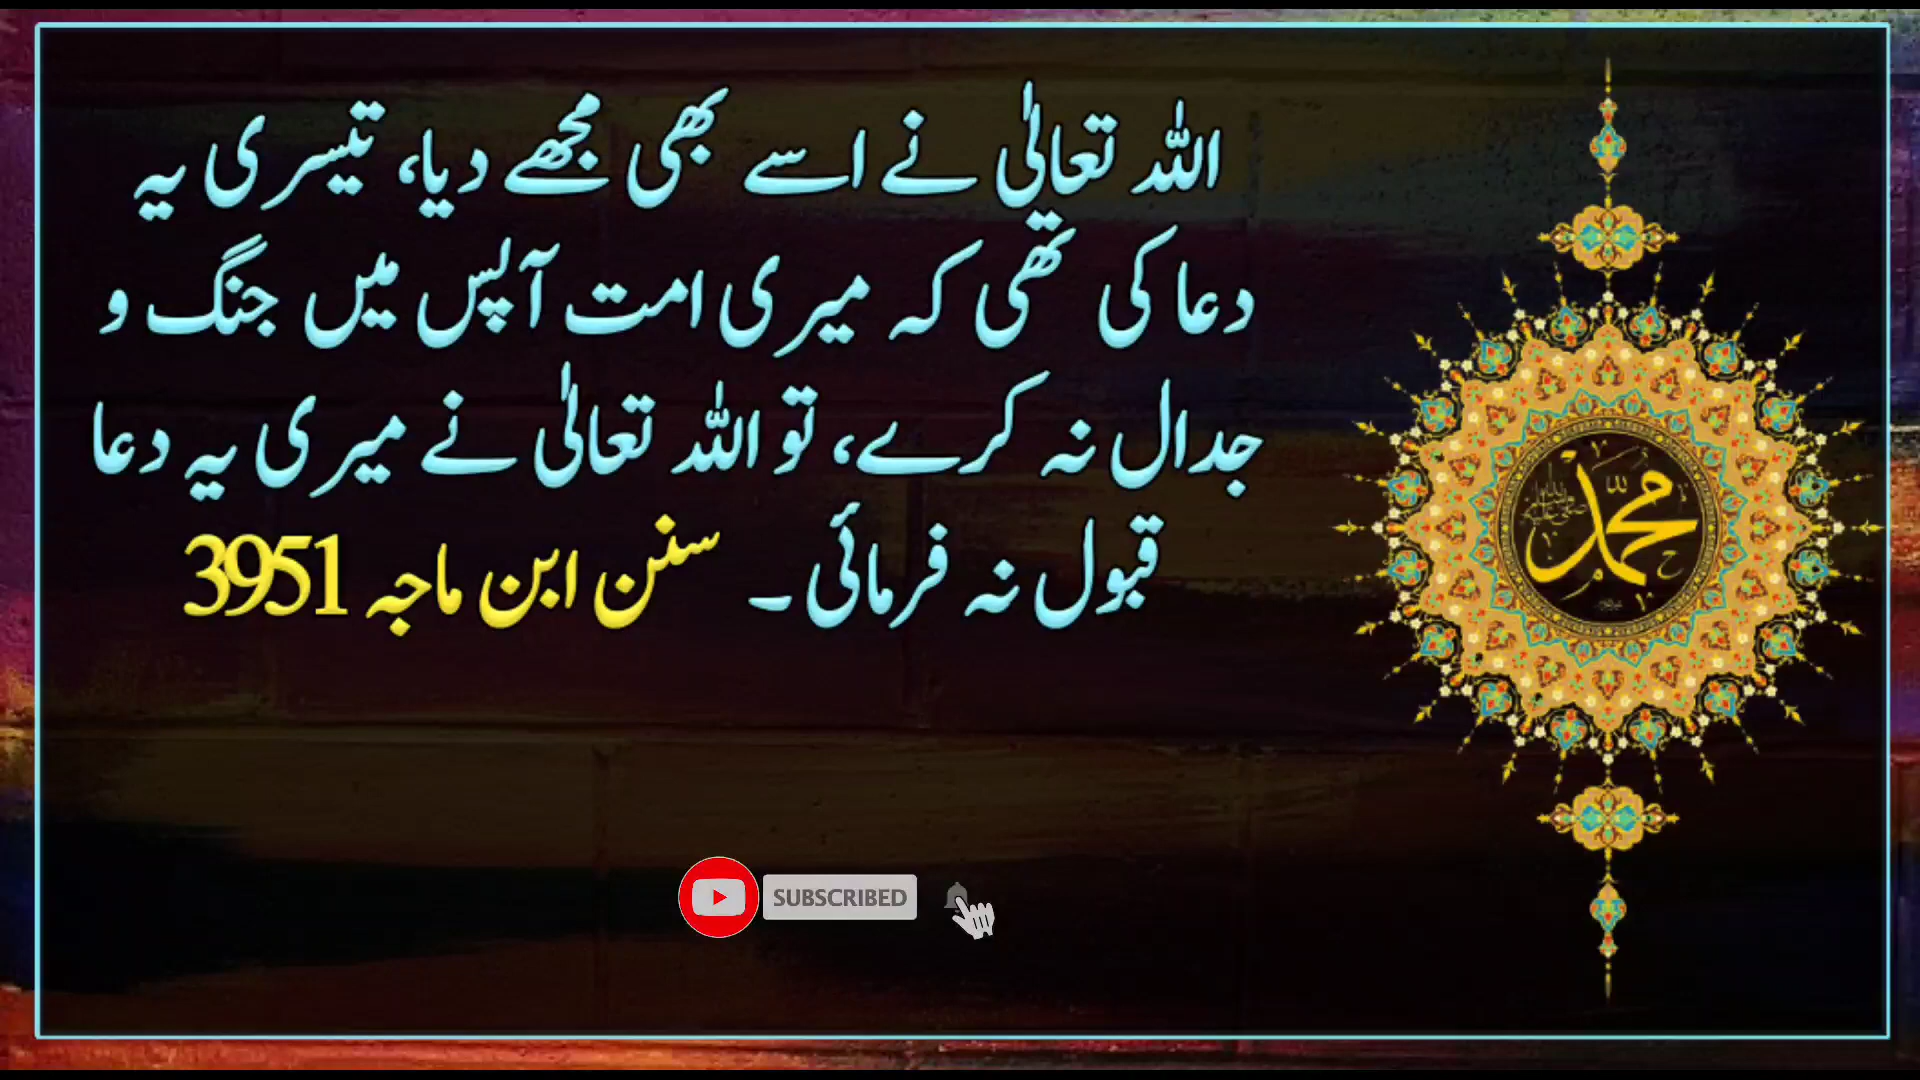 اللہ تعالیٰ نے اسے بھی مجھے دیا، تیسری یہ
دعا کی تھی کہ میری امت آپس میں جنگ و
جدال نہ کرے، تو اللہ تعالیٰ نے میری یہ دعا
قبول نہ فرمائی۔ سنن ابن ماجہ 3951
محمد
SUBSCRIBED